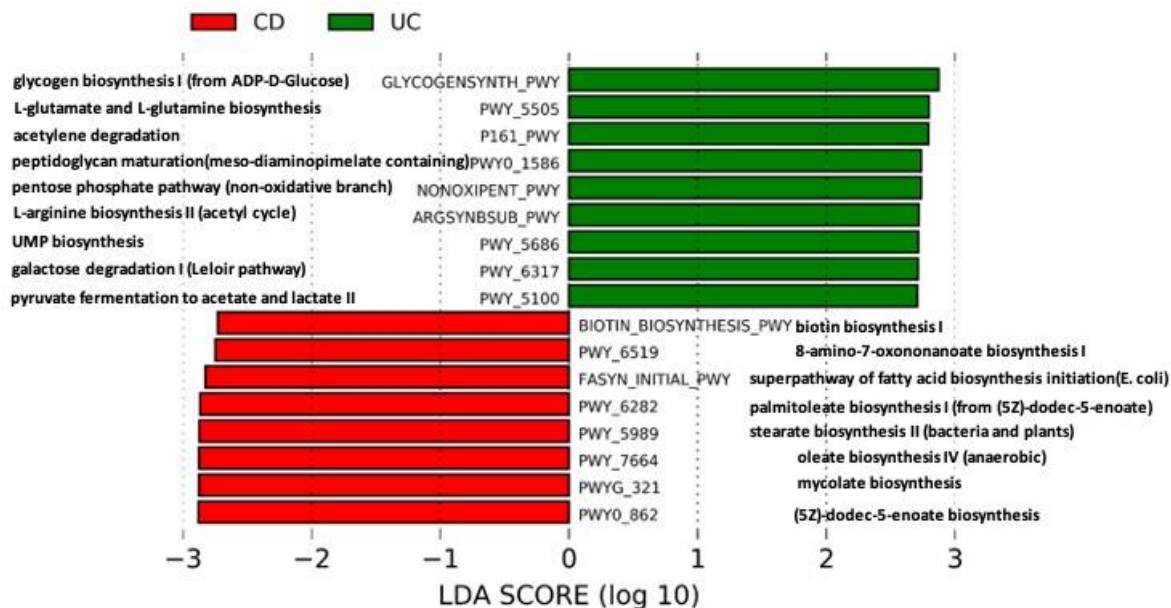 CD UC
glycogen biosynthesis I (from ADP-D-Glucose) GLYCOGENSYNTH_PWY
L-glutamate and L-glutamine biosynthesis PWY_5505
acetylene degradation P161_PWY
peptidoglycan maturation(meso-diaminopimelate containing) PWY0_1586
pentose phosphate pathway (non-oxidative branch) NONOXIPENT_PWY
L-arginine biosynthesis II (acetyl cycle) ARGSYNBSUB_PWY
UMP biosynthesis PWY_5686
galactose degradation I (Leloir pathway) PWY_6317
pyruvate fermentation to acetate and lactate II PWY_5100
BIOTIN_BIOSYNTHESIS_PWY biotin biosynthesis I
PWY_6519 8-amino-7-oxononanoate biosynthesis I
FASYN_INITIAL_PWY superpathway of fatty acid biosynthesis initiation(E. coli)
PWY_6282 palmitoleate biosynthesis I (from (5Z)-dodec-5-enoate)
PWY_5989 stearate biosynthesis II (bacteria and plants)
PWY_7664 oleate biosynthesis IV (anaerobic)
PWYG_321 mycolate biosynthesis
PWY0_862 (5Z)-dodec-5-enoate biosynthesis
−3 −2 −1 0 1 2 3
LDA SCORE (log 10)